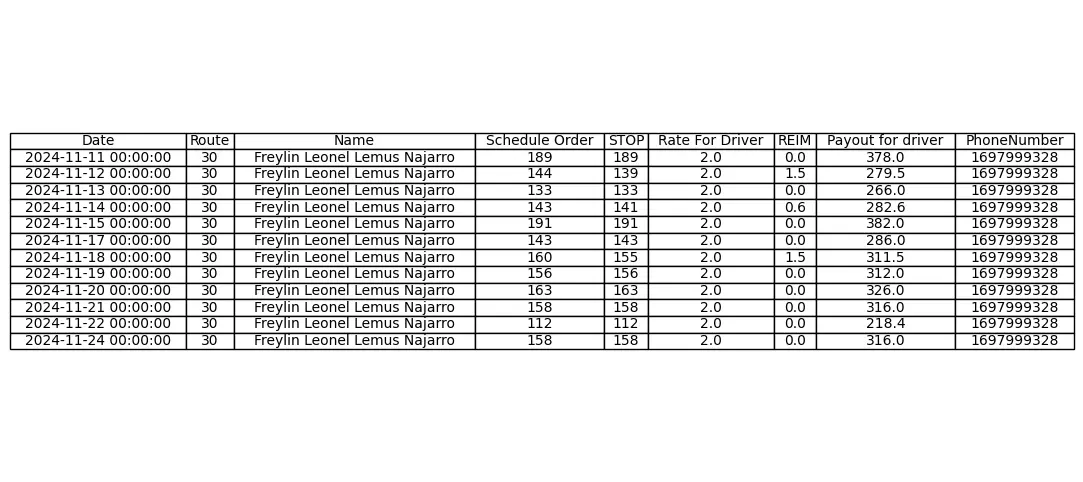 Date Route Name Schedule Order STOP Rate For Driver REIM Payout for driver PhoneNumber
2024-11-11 00:00:00 30 Freylin Leonel Lemus Najarro 189 189 2.0 0.0 378.0 1697999328
2024-11-12 00:00:00 30 Freylin Leonel Lemus Najarro 144 139 2.0 1.5 279.5 1697999328
2024-11-13 00:00:00 30 Freylin Leonel Lemus Najarro 133 133 2.0 0.0 266.0 1697999328
2024-11-14 00:00:00 30 Freylin Leonel Lemus Najarro 143 141 2.0 0.6 282.6 1697999328
2024-11-15 00:00:00 30 Freylin Leonel Lemus Najarro 191 191 2.0 0.0 382.0 1697999328
2024-11-17 00:00:00 30 Freylin Leonel Lemus Najarro 143 143 2.0 0.0 286.0 1697999328
2024-11-18 00:00:00 30 Freylin Leonel Lemus Najarro 160 155 2.0 1.5 311.5 1697999328
2024-11-19 00:00:00 30 Freylin Leonel Lemus Najarro 156 156 2.0 0.0 312.0 1697999328
2024-11-20 00:00:00 30 Freylin Leonel Lemus Najarro 163 163 2.0 0.0 326.0 1697999328
2024-11-21 00:00:00 30 Freylin Leonel Lemus Najarro 158 158 2.0 0.0 316.0 1697999328
2024-11-22 00:00:00 30 Freylin Leonel Lemus Najarro 112 112 2.0 0.0 218.4 1697999328
2024-11-24 00:00:00 30 Freylin Leonel Lemus Najarro 158 158 2.0 0.0 316.0 1697999328